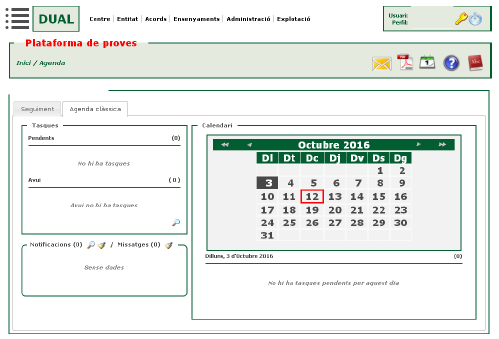 DUAL
Centre | Entitat | Acords | Ensenyaments | Administració | Explotació
Usuari:
Perfil:
Plataforma de proves
Inici / Agenda
Seguiment
Agenda clàssica
Tasques
Pendents (0)
No hi ha tasques
Avui (0)
Avui no hi ha tasques
Notificacions (0) / Missatges (0)
Sense dades
Calendari
Octubre 2016
Dl Dt Dc Dj Dv Ds Dg
1 2
3 4 5 6 7 8 9
10 11 12 13 14 15 16
17 18 19 20 21 22 23
24 25 26 27 28 29 30
31
Dilluns, 3 d'Octubre 2016 (0)
No hi ha tasques pendents per aquest dia